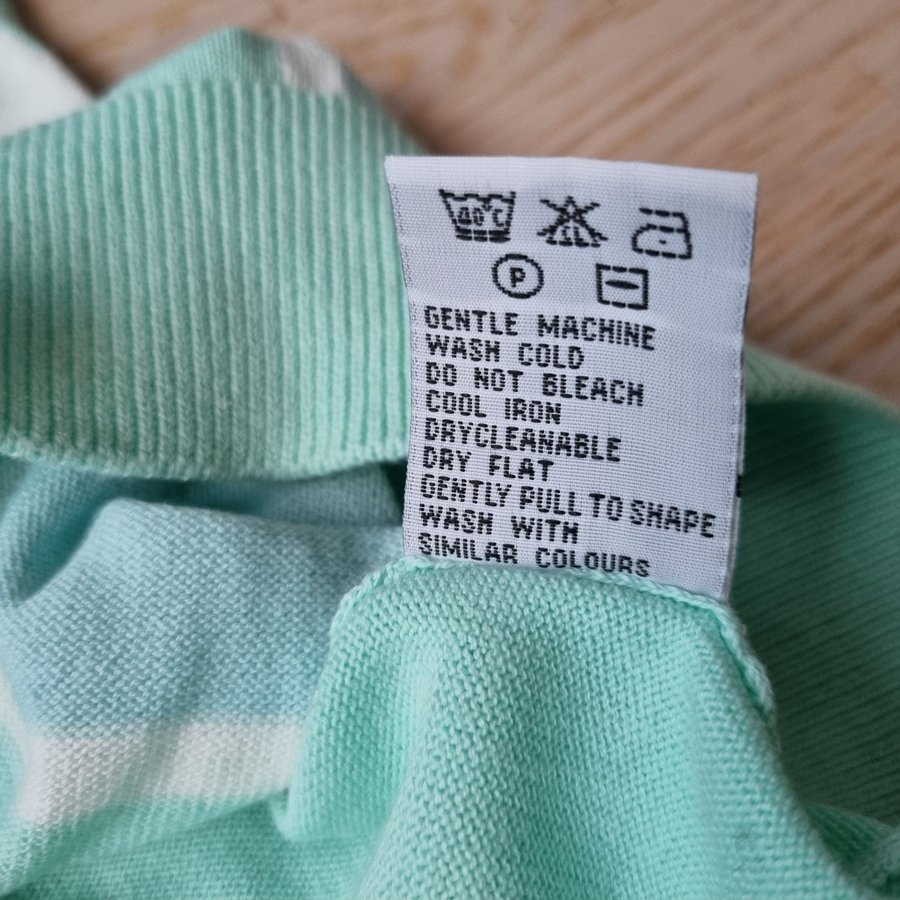 40°C
P
GENTLE MACHINE
WASH COLD
DO NOT BLEACH
COOL IRON
DRYCLEANABLE
DRY FLAT
GENTLY PULL TO SHAPE
WASH WITH
SIMILAR COLOURS